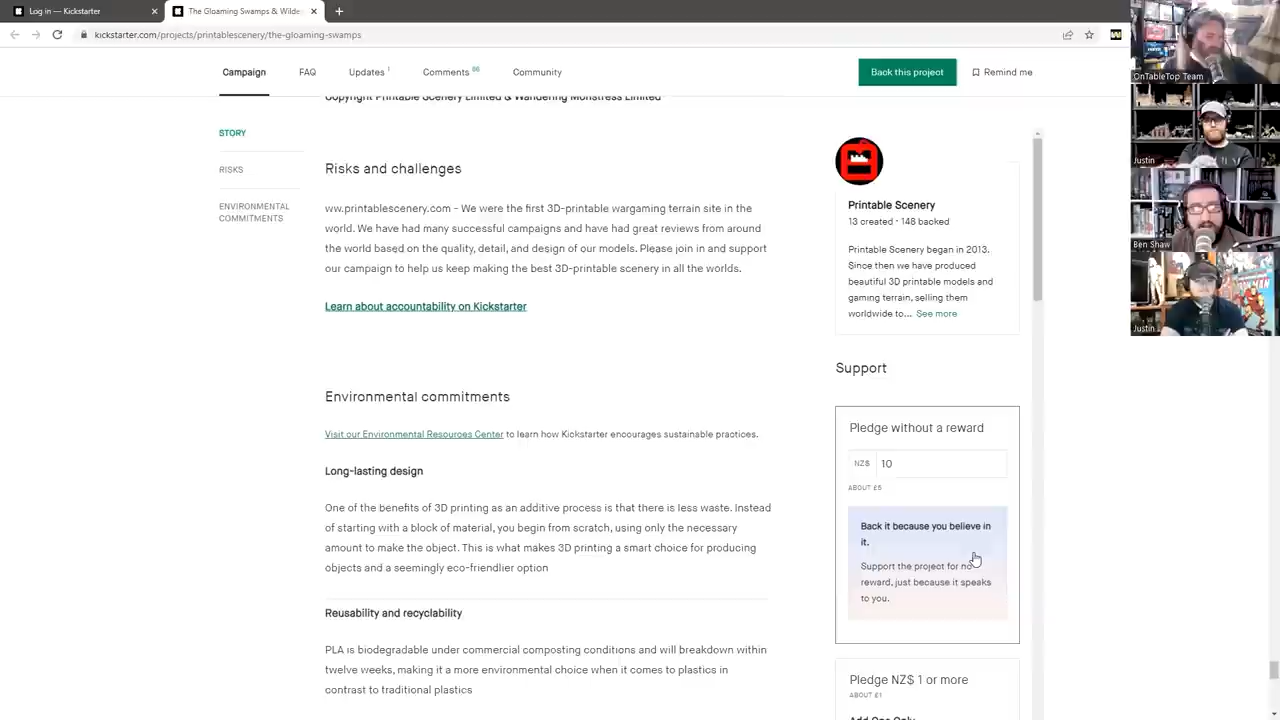 Log in — Kickstarter
The Gloaming Swamps & Wilde
kickstarter.com/projects/printablescenery/the-gloaming-swamps
Campaign
FAQ
Updates 1
Comments 86
Community
Back this project
Remind me
Copyright Printable Scenery Limited & Wandering Monstress Limited
STORY
RISKS
ENVIRONMENTAL
COMMITMENTS
Risks and challenges
ww.printablescenery.com - We were the first 3D-printable wargaming terrain site in the
world. We have had many successful campaigns and have had great reviews from around
the world based on the quality, detail, and design of our models. Please join in and support
our campaign to help us keep making the best 3D-printable scenery in all the worlds.
Learn about accountability on Kickstarter
Environmental commitments
Visit our Environmental Resources Center to learn how Kickstarter encourages sustainable practices.
Long-lasting design
One of the benefits of 3D printing as an additive process is that there is less waste. Instead
of starting with a block of material, you begin from scratch, using only the necessary
amount to make the object. This is what makes 3D printing a smart choice for producing
objects and a seemingly eco-friendlier option
Reusability and recyclability
PLA is biodegradable under commercial composting conditions and will breakdown within
twelve weeks, making it a more environmental choice when it comes to plastics in
contrast to traditional plastics
Printable Scenery
13 created · 148 backed
Printable Scenery began in 2013.
Since then we have produced
beautiful 3D printable models and
gaming terrain, selling them
worldwide to... See more
Support
Pledge without a reward
NZ$ 10
ABOUT £5
Back it because you believe in
it.
Support the project for no
reward, just because it speaks
to you.
Pledge NZ$ 1 or more
ABOUT £1
Add One Only
OnTableTop Team
Justin
Ben Shaw
Justin